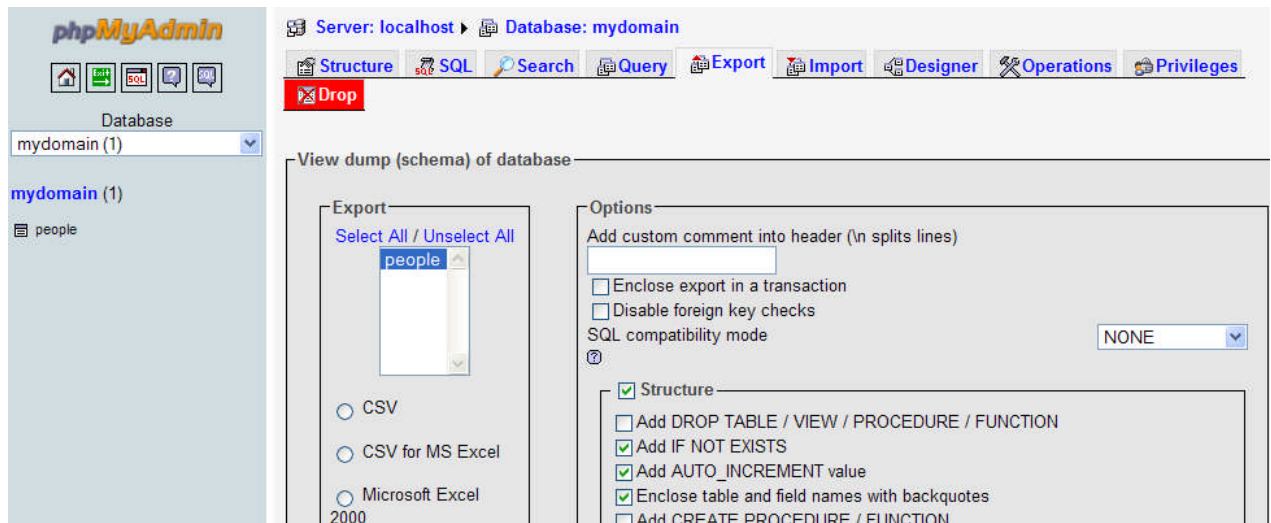 phpMyAdmin
Database
mydomain (1)
mydomain (1)
people
Server: localhost Database: mydomain
Structure SQL Search Query Export Import Designer Operations Privileges
Drop
View dump (schema) of database
Export
Select All / Unselect All
people
CSV
CSV for MS Excel
Microsoft Excel
2000
Options
Add custom comment into header (\n splits lines)
Enclose export in a transaction
Disable foreign key checks
SQL compatibility mode NONE
Structure
Add DROP TABLE / VIEW / PROCEDURE / FUNCTION
Add IF NOT EXISTS
Add AUTO_INCREMENT value
Enclose table and field names with backquotes
Add CREATE PROCEDURE / FUNCTION